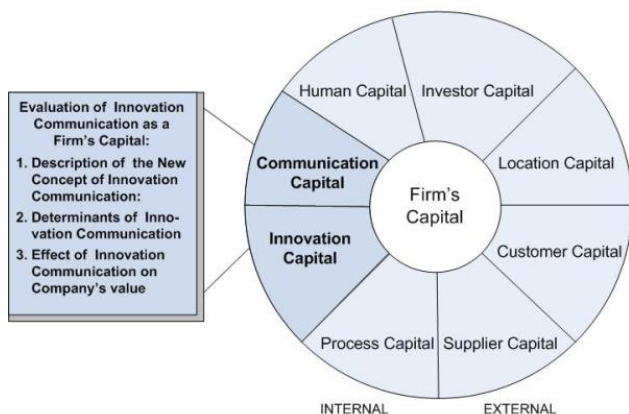 Evaluation of Innovation
Communication as a
Firm's Capital:
1. Description of the New
Concept of Innovation
Communication:
2. Determinants of Inno-
vation Communication
3. Effect of Innovation
Communication on
Company's value
Human Capital
Investor Capital
Communication
Capital
Location Capital
Firm's
Capital
Innovation
Capital
Customer Capital
Process Capital
Supplier Capital
INTERNAL
EXTERNAL